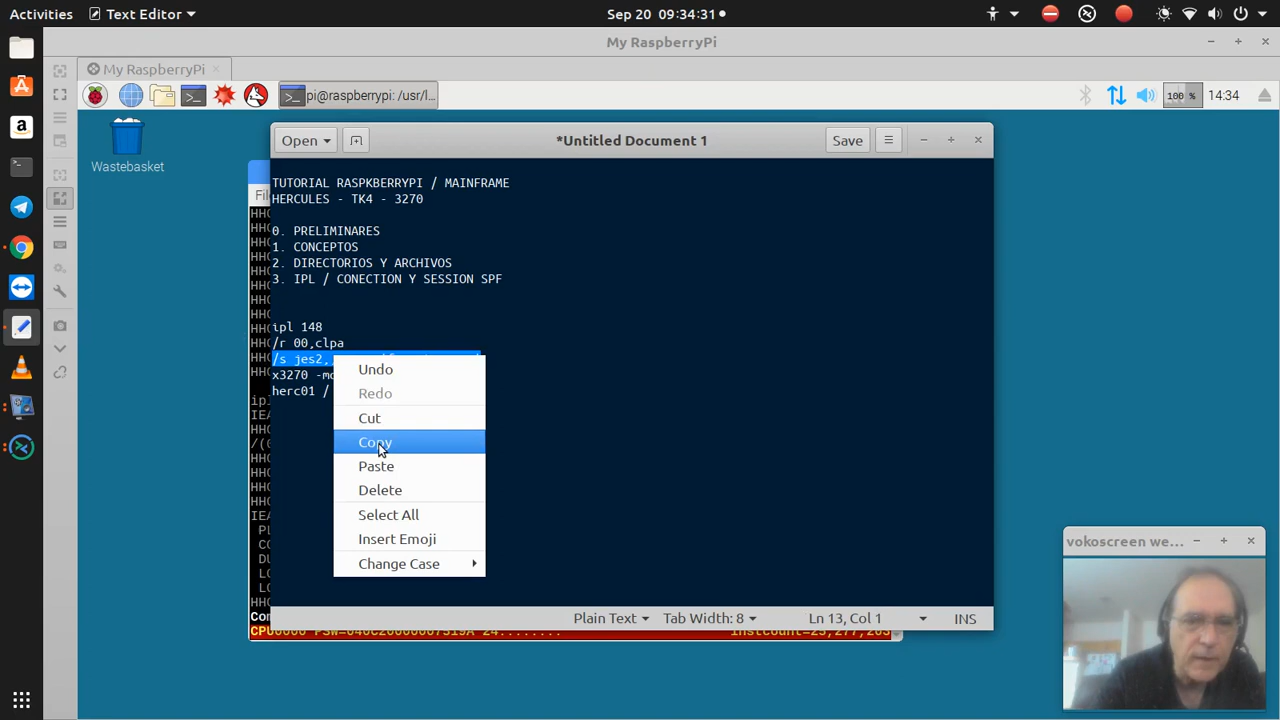 Activities
Text Editor
Sep 20 09:34:31
My RaspberryPi
My RaspberryPi
pi@raspberrypi: /usr/l...
100 %
14:34
Wastebasket
Open
*Untitled Document 1
Save
TUTORIAL RASPKBERRYPI / MAINFRAME
HERCULES - TK4 - 3270
0. PRELIMINARES
1. CONCEPTOS
2. DIRECTORIOS Y ARCHIVOS
3. IPL / CONECTION Y SESSION SPF
ipl 148
/r 00,clpa
/s jes2,
x3270
herc01 /
Undo
Redo
Cut
Copy
Paste
Delete
Select All
Insert Emoji
Change Case
Plain Text
Tab Width: 8
Ln 13, Col 1
INS
vokoscreen we...